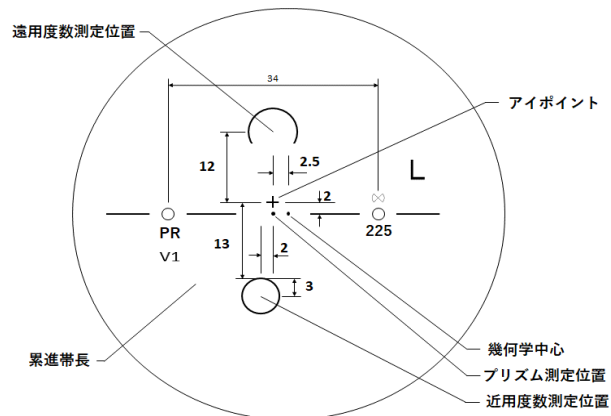 遠用度数測定位置
34
アイポイント
12
2.5
L
2
PR
225
V1
13
2
3
累進帯長
幾何学中心
プリズム測定位置
近用度数測定位置